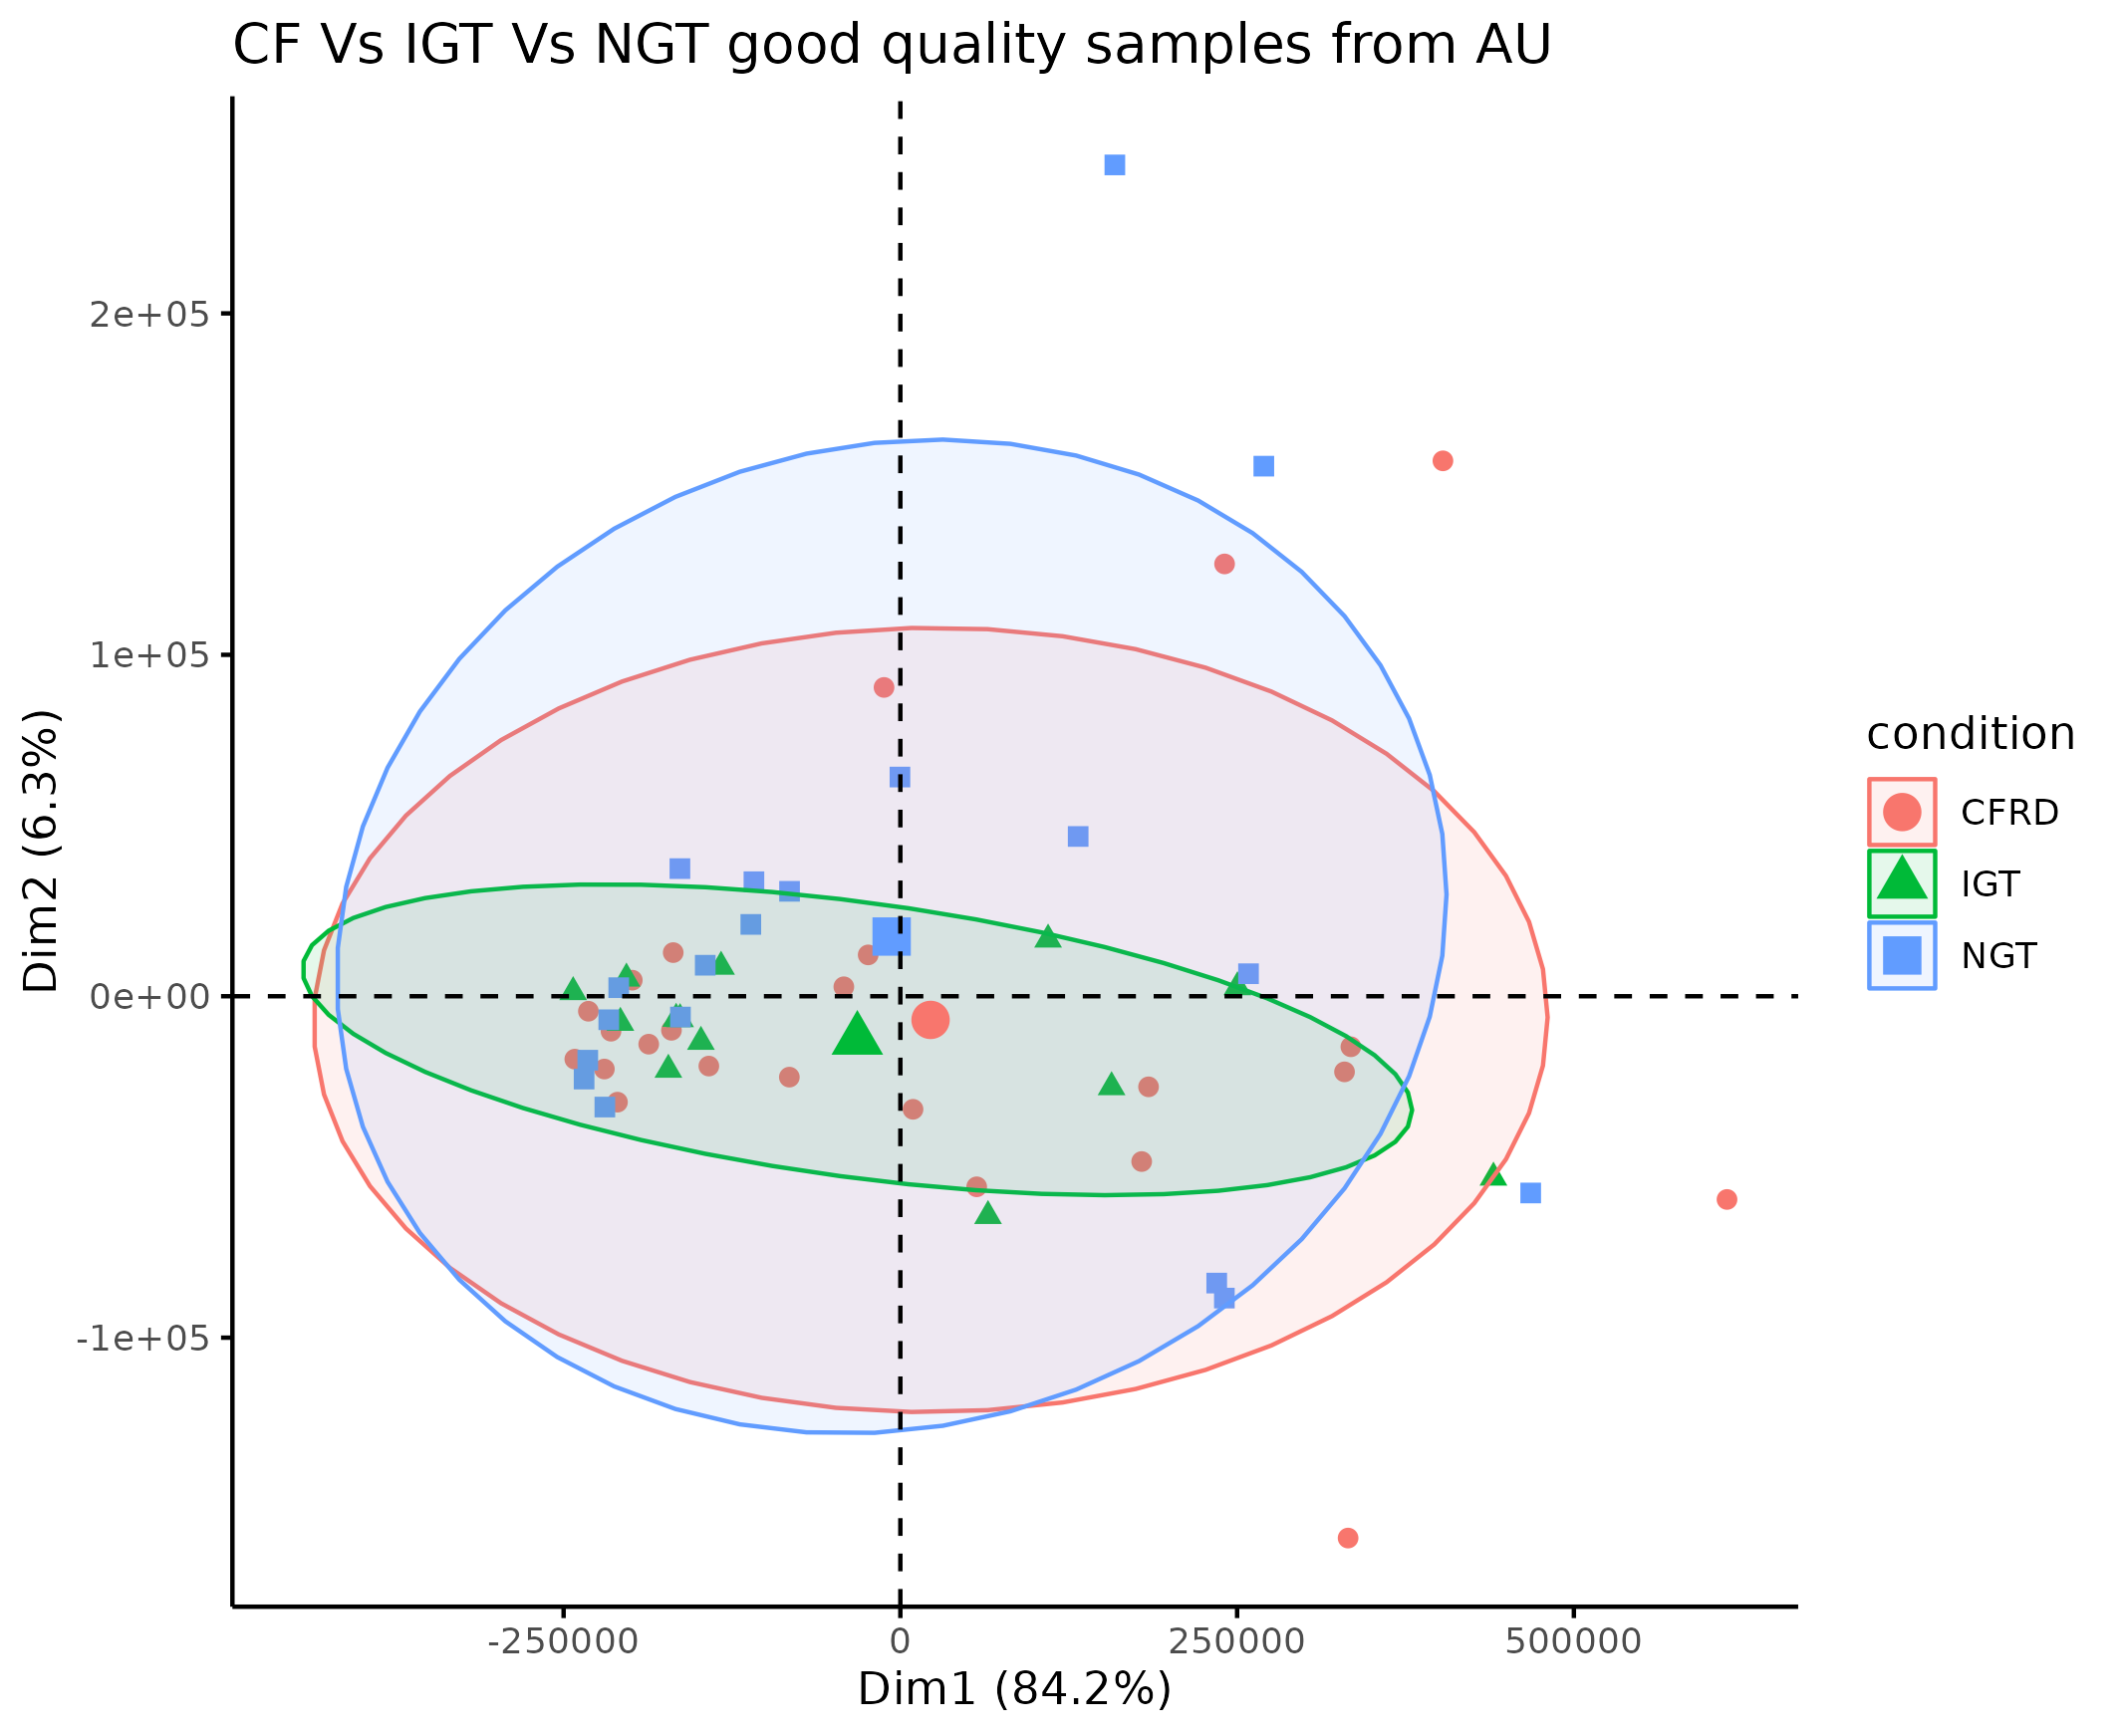 CF Vs IGT Vs NGT good quality samples from AU
Dim2 (6.3%)
2e+05
1e+05
0e+00
-1e+05
-250000
0
250000
500000
Dim1 (84.2%)
condition
CFRD
IGT
NGT